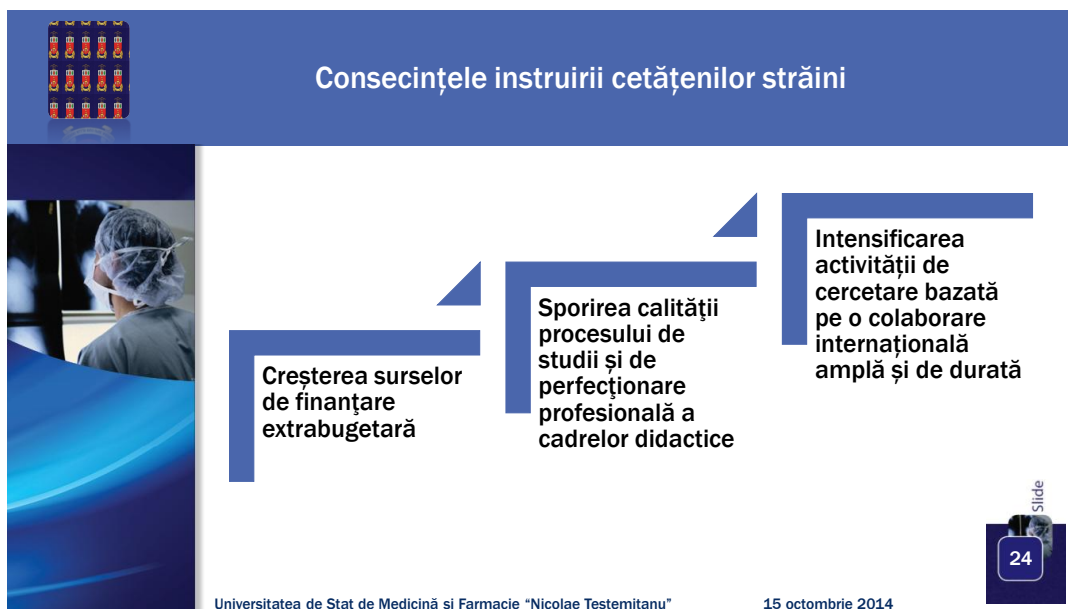 Consecințele instruirii cetățenilor străini
Creșterea surselor
de finanţare
extrabugetară
Sporirea calităţii
procesului de
studii și de
perfecţionare
profesională a
cadrelor didactice
Intensificarea
activității de
cercetare bazată
pe o colaborare
internațională
amplă și de durată
Slide
24
Universitatea de Stat de Medicină si Farmacie “Nicolae Testemitanu”
15 octombrie 2014